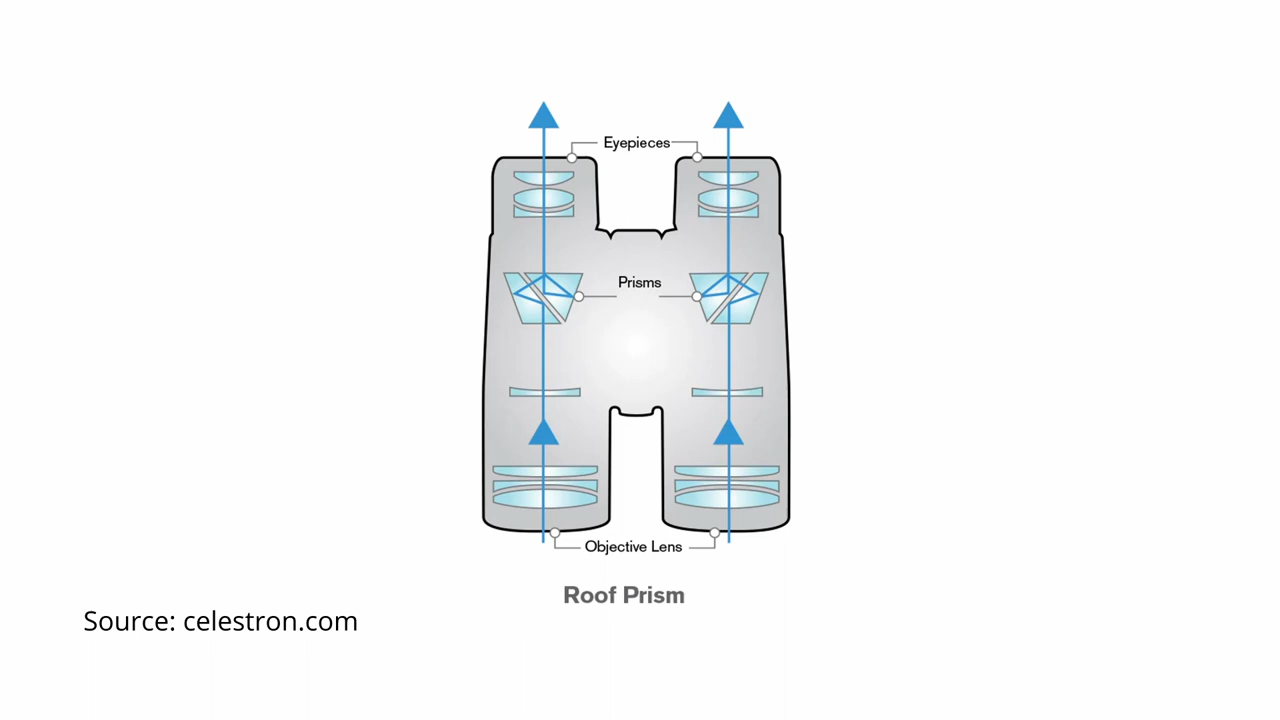 Eyepieces
Prisms
Objective Lens
Roof Prism
Source: celestron.com